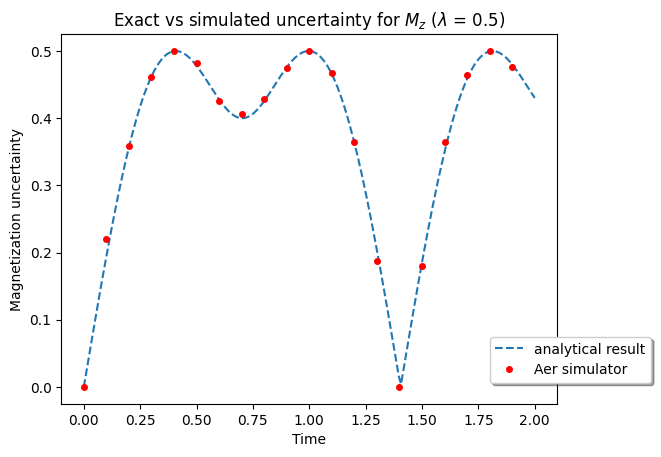 Exact vs simulated uncertainty for $M_z$ ($\lambda$ = 0.5)
0.5
0.4
0.3
0.2
0.1
0.0
Magnetization uncertainty
analytical result
Aer simulator
0.00 0.25 0.50 0.75 1.00 1.25 1.50 1.75 2.00
Time